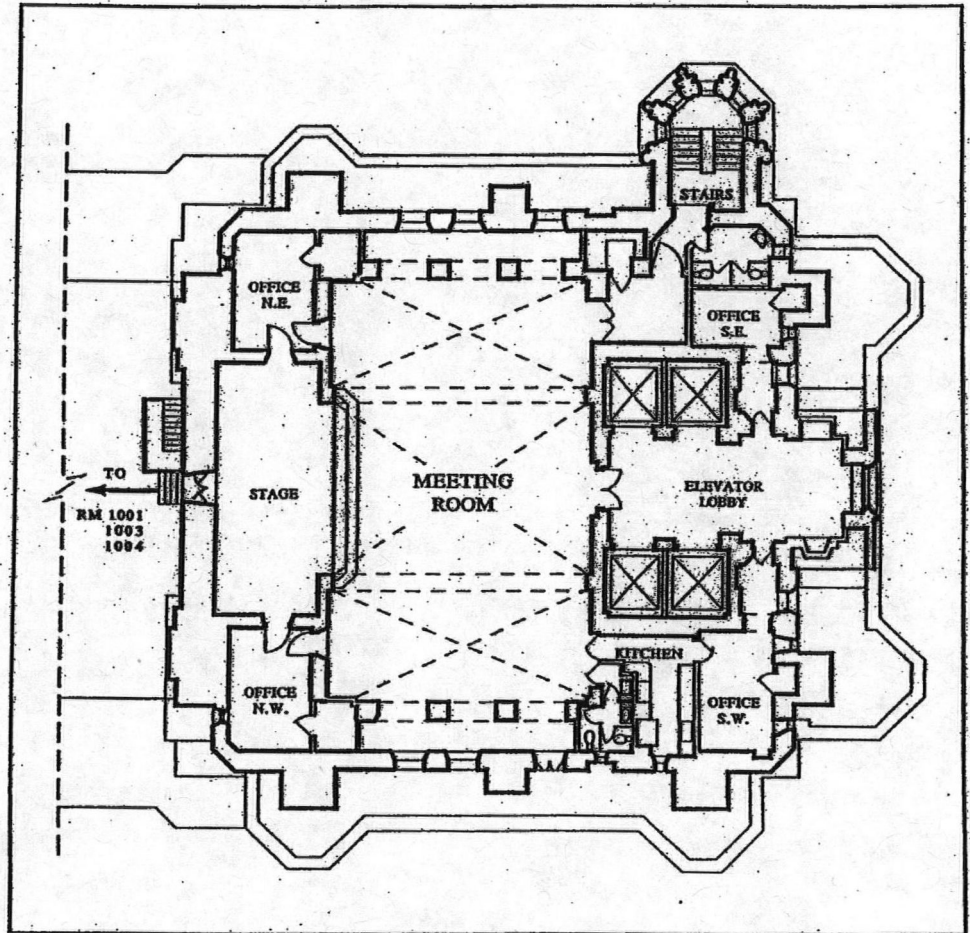 STAIRS
OFFICE
N.E.
OFFICE
S.E.
TO
RM 1001
1003
1004
STAGE
MEETING
ROOM
ELEVATOR
LOBBY
KITCHEN
OFFICE
N.W.
OFFICE
S.W.